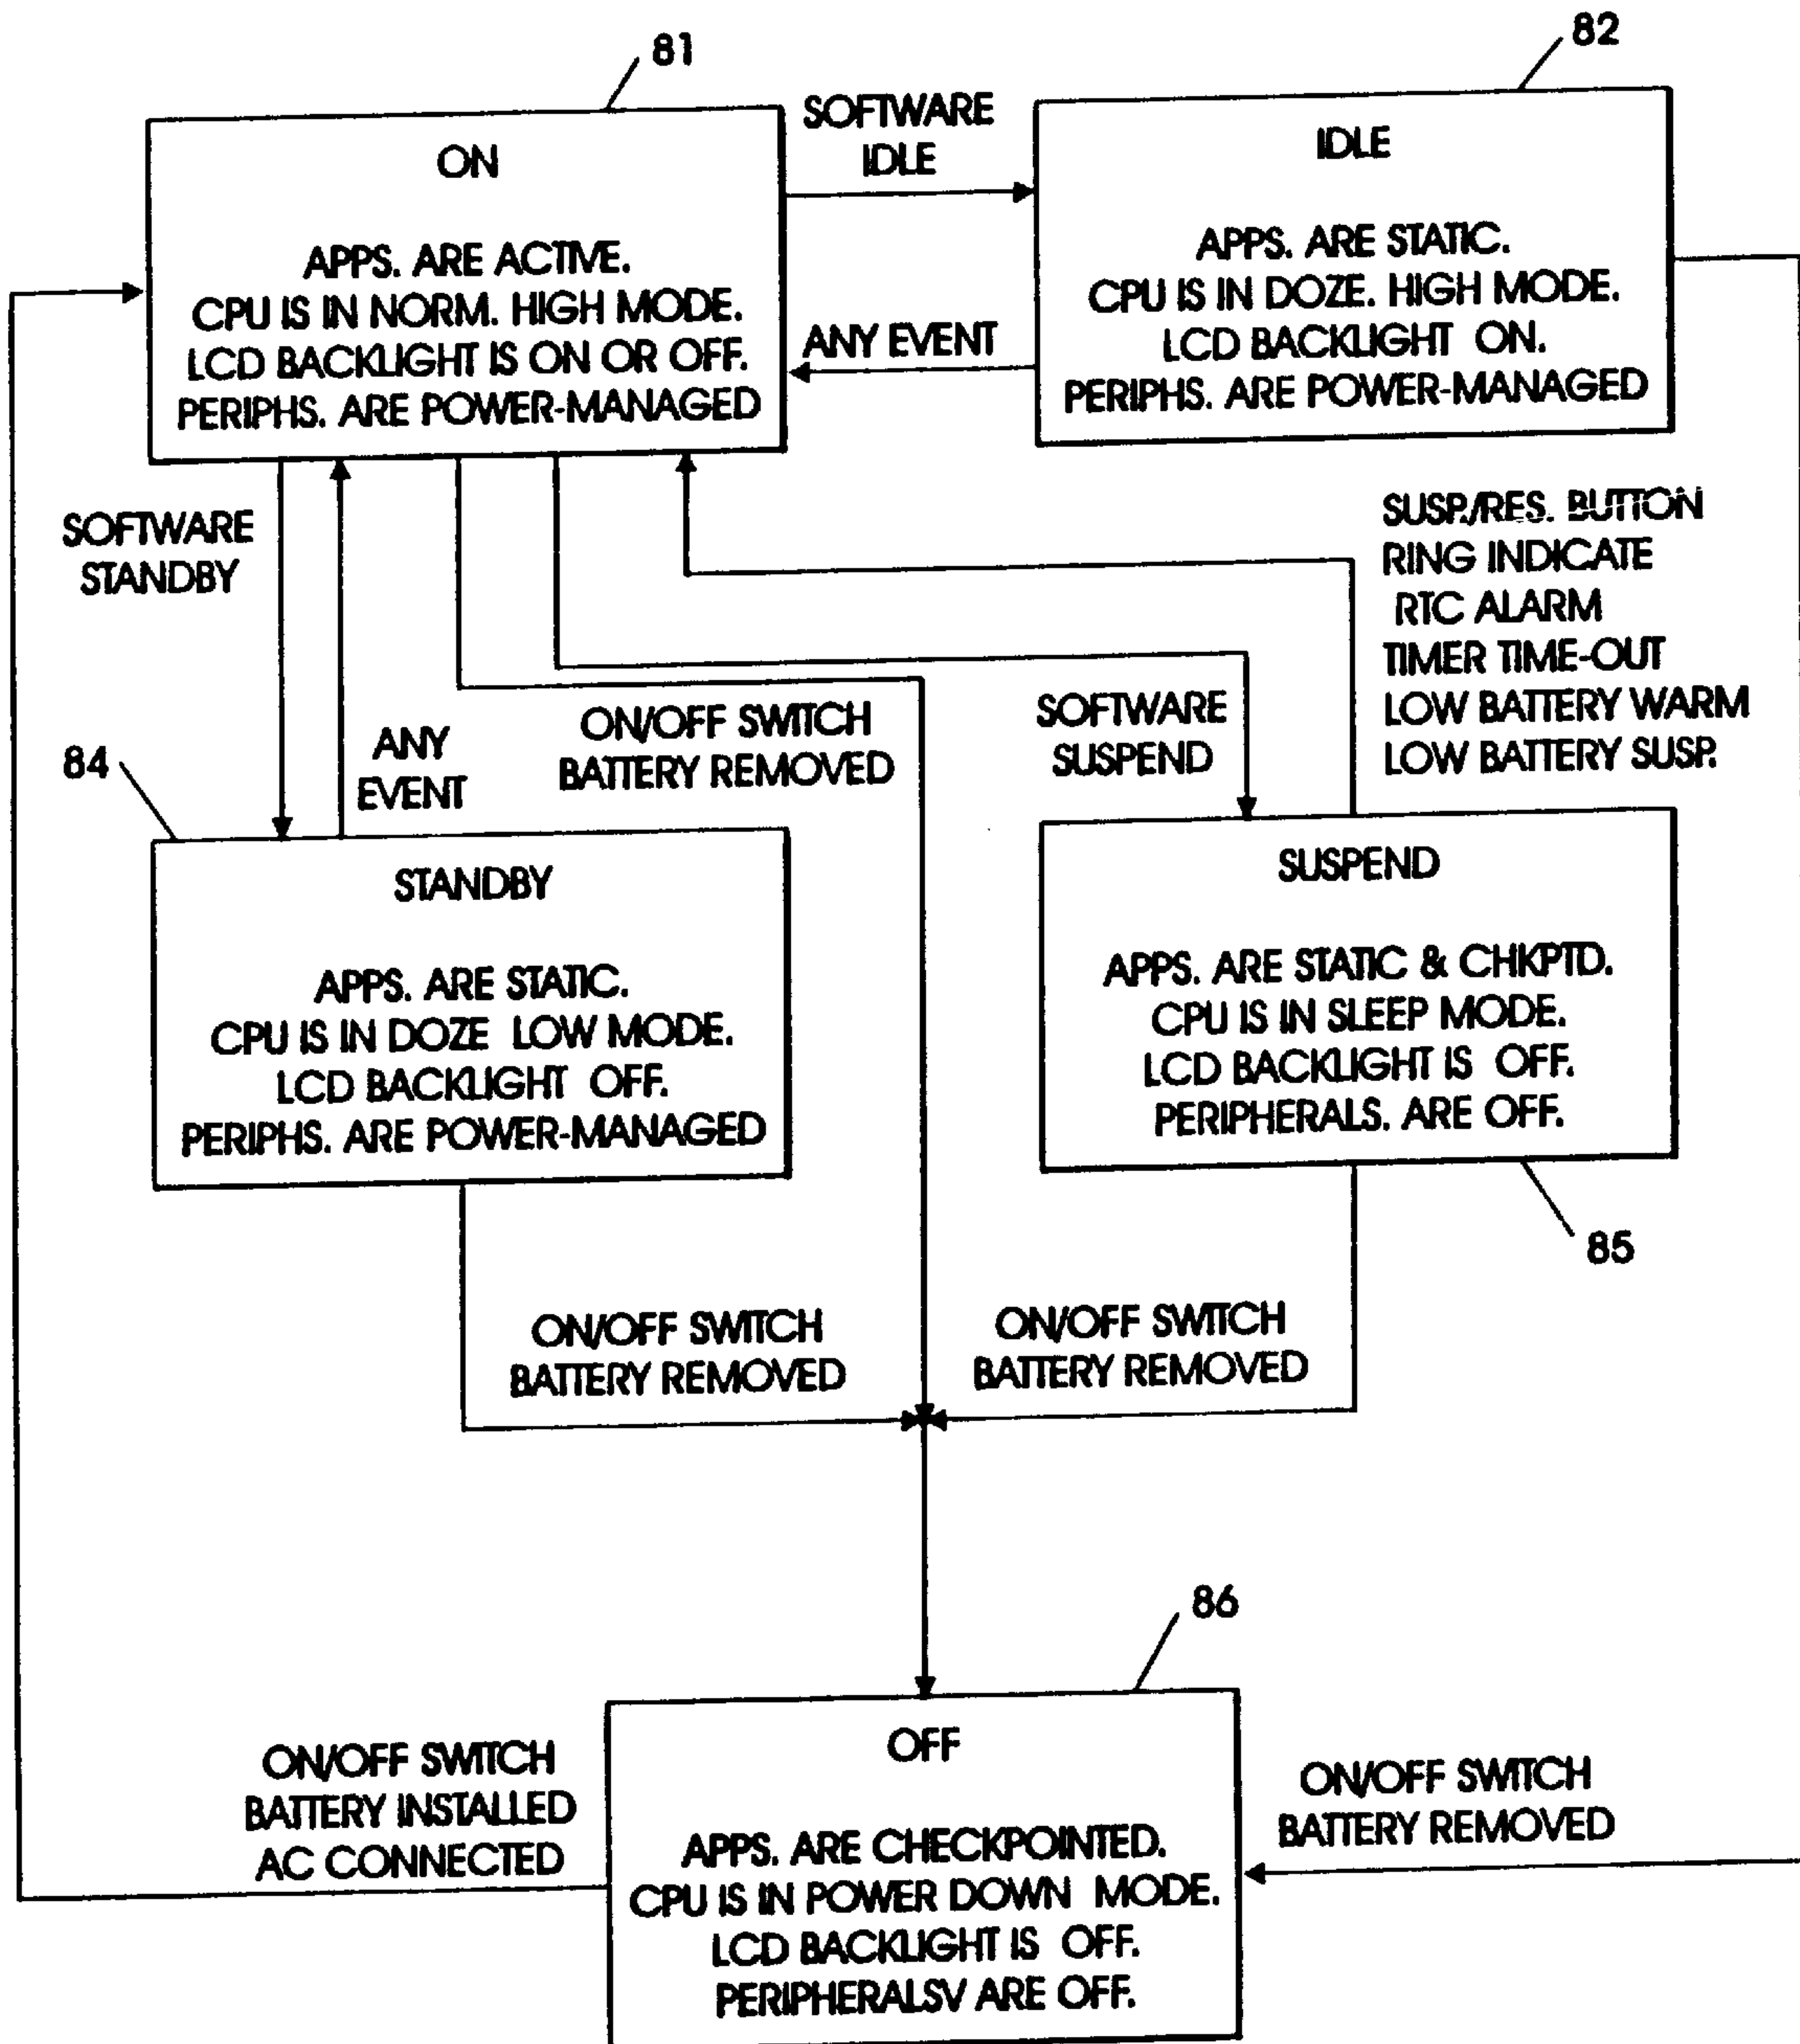 81
82
ON
APPS. ARE ACTIVE.
CPU IS IN NORM. HIGH MODE.
LCD BACKLIGHT IS ON OR OFF.
PERIPHS. ARE POWER-MANAGED
SOFTWARE
IDLE
ANY EVENT
IDLE
APPS. ARE STATIC.
CPU IS IN DOZE. HIGH MODE.
LCD BACKLIGHT ON.
PERIPHS. ARE POWER-MANAGED
SOFTWARE
STANDBY
ANY
EVENT
ON/OFF SWITCH
BATTERY REMOVED
SOFTWARE
SUSPEND
SUSP./RES. BUTTON
RING INDICATE
RTC ALARM
TIMER TIME-OUT
LOW BATTERY WARM
LOW BATTERY SUSP.
84
STANDBY
APPS. ARE STATIC.
CPU IS IN DOZE LOW MODE.
LCD BACKLIGHT OFF.
PERIPHS. ARE POWER-MANAGED
SUSPEND
APPS. ARE STATIC & CHKPTD.
CPU IS IN SLEEP MODE.
LCD BACKLIGHT IS OFF.
PERIPHERALS. ARE OFF.
85
ON/OFF SWITCH
BATTERY REMOVED
ON/OFF SWITCH
BATTERY REMOVED
86
ON/OFF SWITCH
BATTERY INSTALLED
AC CONNECTED
OFF
APPS. ARE CHECKPOINTED.
CPU IS IN POWER DOWN MODE.
LCD BACKLIGHT IS OFF.
PERIPHERALSV ARE OFF.
ON/OFF SWITCH
BATTERY REMOVED